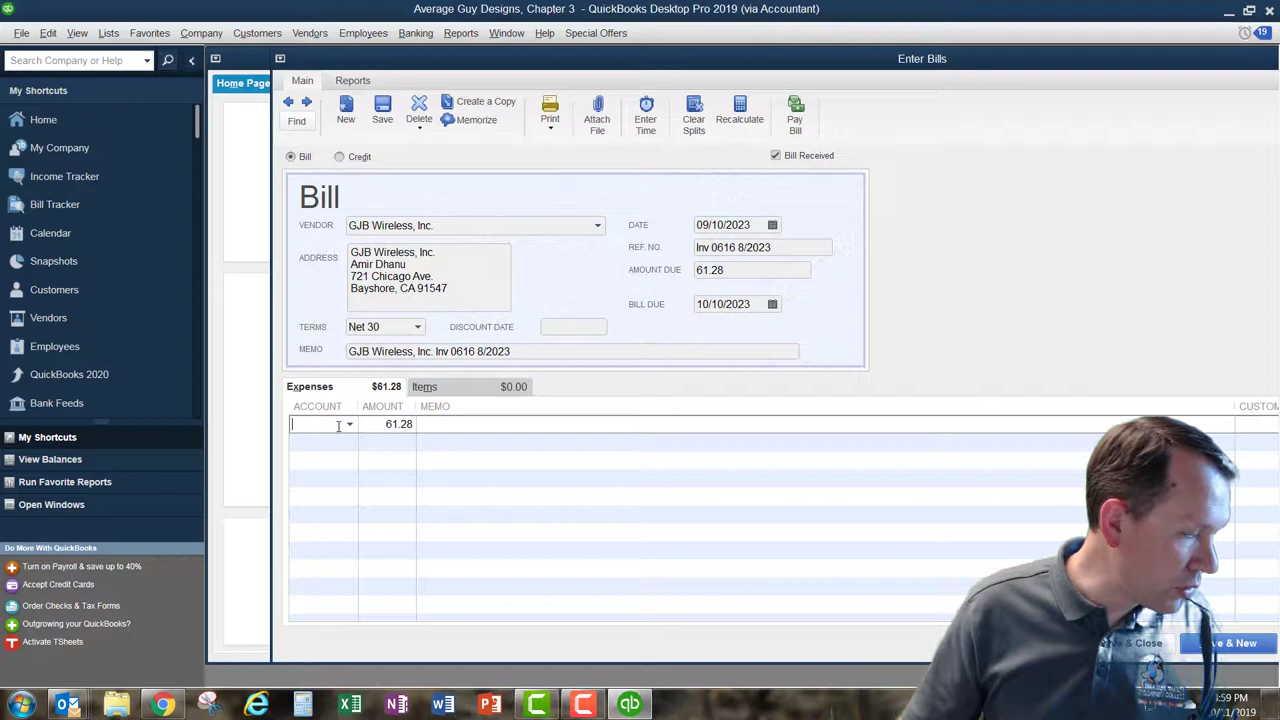 Average Guy Designs, Chapter 3 - QuickBooks Desktop Pro 2019 (via Accountant)
File Edit View Lists Favorites Company Customers Vendors Employees Banking Reports Window Help Special Offers 19
Search Company or Help
My Shortcuts
Home
My Company
Income Tracker
Bill Tracker
Calendar
Snapshots
Customers
Vendors
Employees
QuickBooks 2020
Bank Feeds
My Shortcuts
View Balances
Run Favorite Reports
Open Windows
Do More With QuickBooks
Turn on Payroll & save up to 40%
Accept Credit Cards
Order Checks & Tax Forms
Outgrowing your QuickBooks?
Activate TSheets
Home Page
Enter Bills
Main Reports
Find
New
Save
Delete
Create a Copy
Memorize
Print
Attach File
Enter Time
Clear Splits
Recalculate
Pay Bill
Bill Credit Bill Received
Bill
VENDOR GJB Wireless, Inc.
ADDRESS
GJB Wireless, Inc.
Amir Dhanu
721 Chicago Ave.
Bayshore, CA 91547
TERMS Net 30 DISCOUNT DATE
MEMO GJB Wireless, Inc. Inv 0616 8/2023
DATE 09/10/2023
REF. NO. Inv 0616 8/2023
AMOUNT DUE 61.28
BILL DUE 10/10/2023
Expenses $61.28 Items $0.00
ACCOUNT AMOUNT MEMO
61.28
& Close
& New
:59 PM